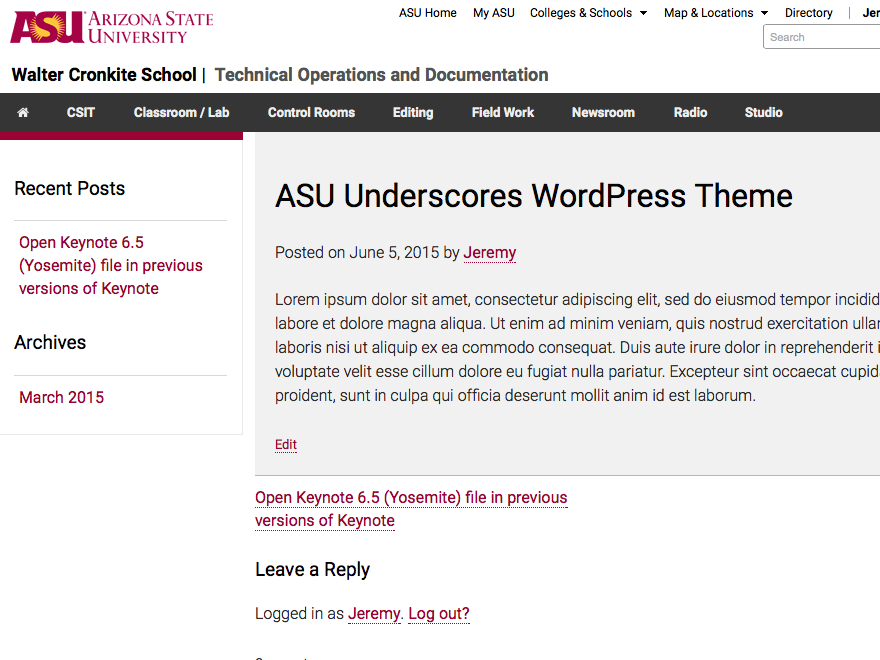 ASU ARIZONA STATE UNIVERSITY
ASU Home My ASU Colleges & Schools Map & Locations Directory | Jer
Search
Walter Cronkite School | Technical Operations and Documentation
CSIT Classroom / Lab Control Rooms Editing Field Work Newsroom Radio Studio
Recent Posts
Open Keynote 6.5
(Yosemite) file in previous
versions of Keynote
Archives
March 2015
ASU Underscores WordPress Theme
Posted on June 5, 2015 by Jeremy
Lorem ipsum dolor sit amet, consectetur adipiscing elit, sed do eiusmod tempor incidid
labore et dolore magna aliqua. Ut enim ad minim veniam, quis nostrud exercitation ullar
laboris nisi ut aliquip ex ea commodo consequat. Duis aute irure dolor in reprehenderit i
voluptate velit esse cillum dolore eu fugiat nulla pariatur. Excepteur sint occaecat cupid
proident, sunt in culpa qui officia deserunt mollit anim id est laborum.
Edit
Open Keynote 6.5 (Yosemite) file in previous
versions of Keynote
Leave a Reply
Logged in as Jeremy. Log out?